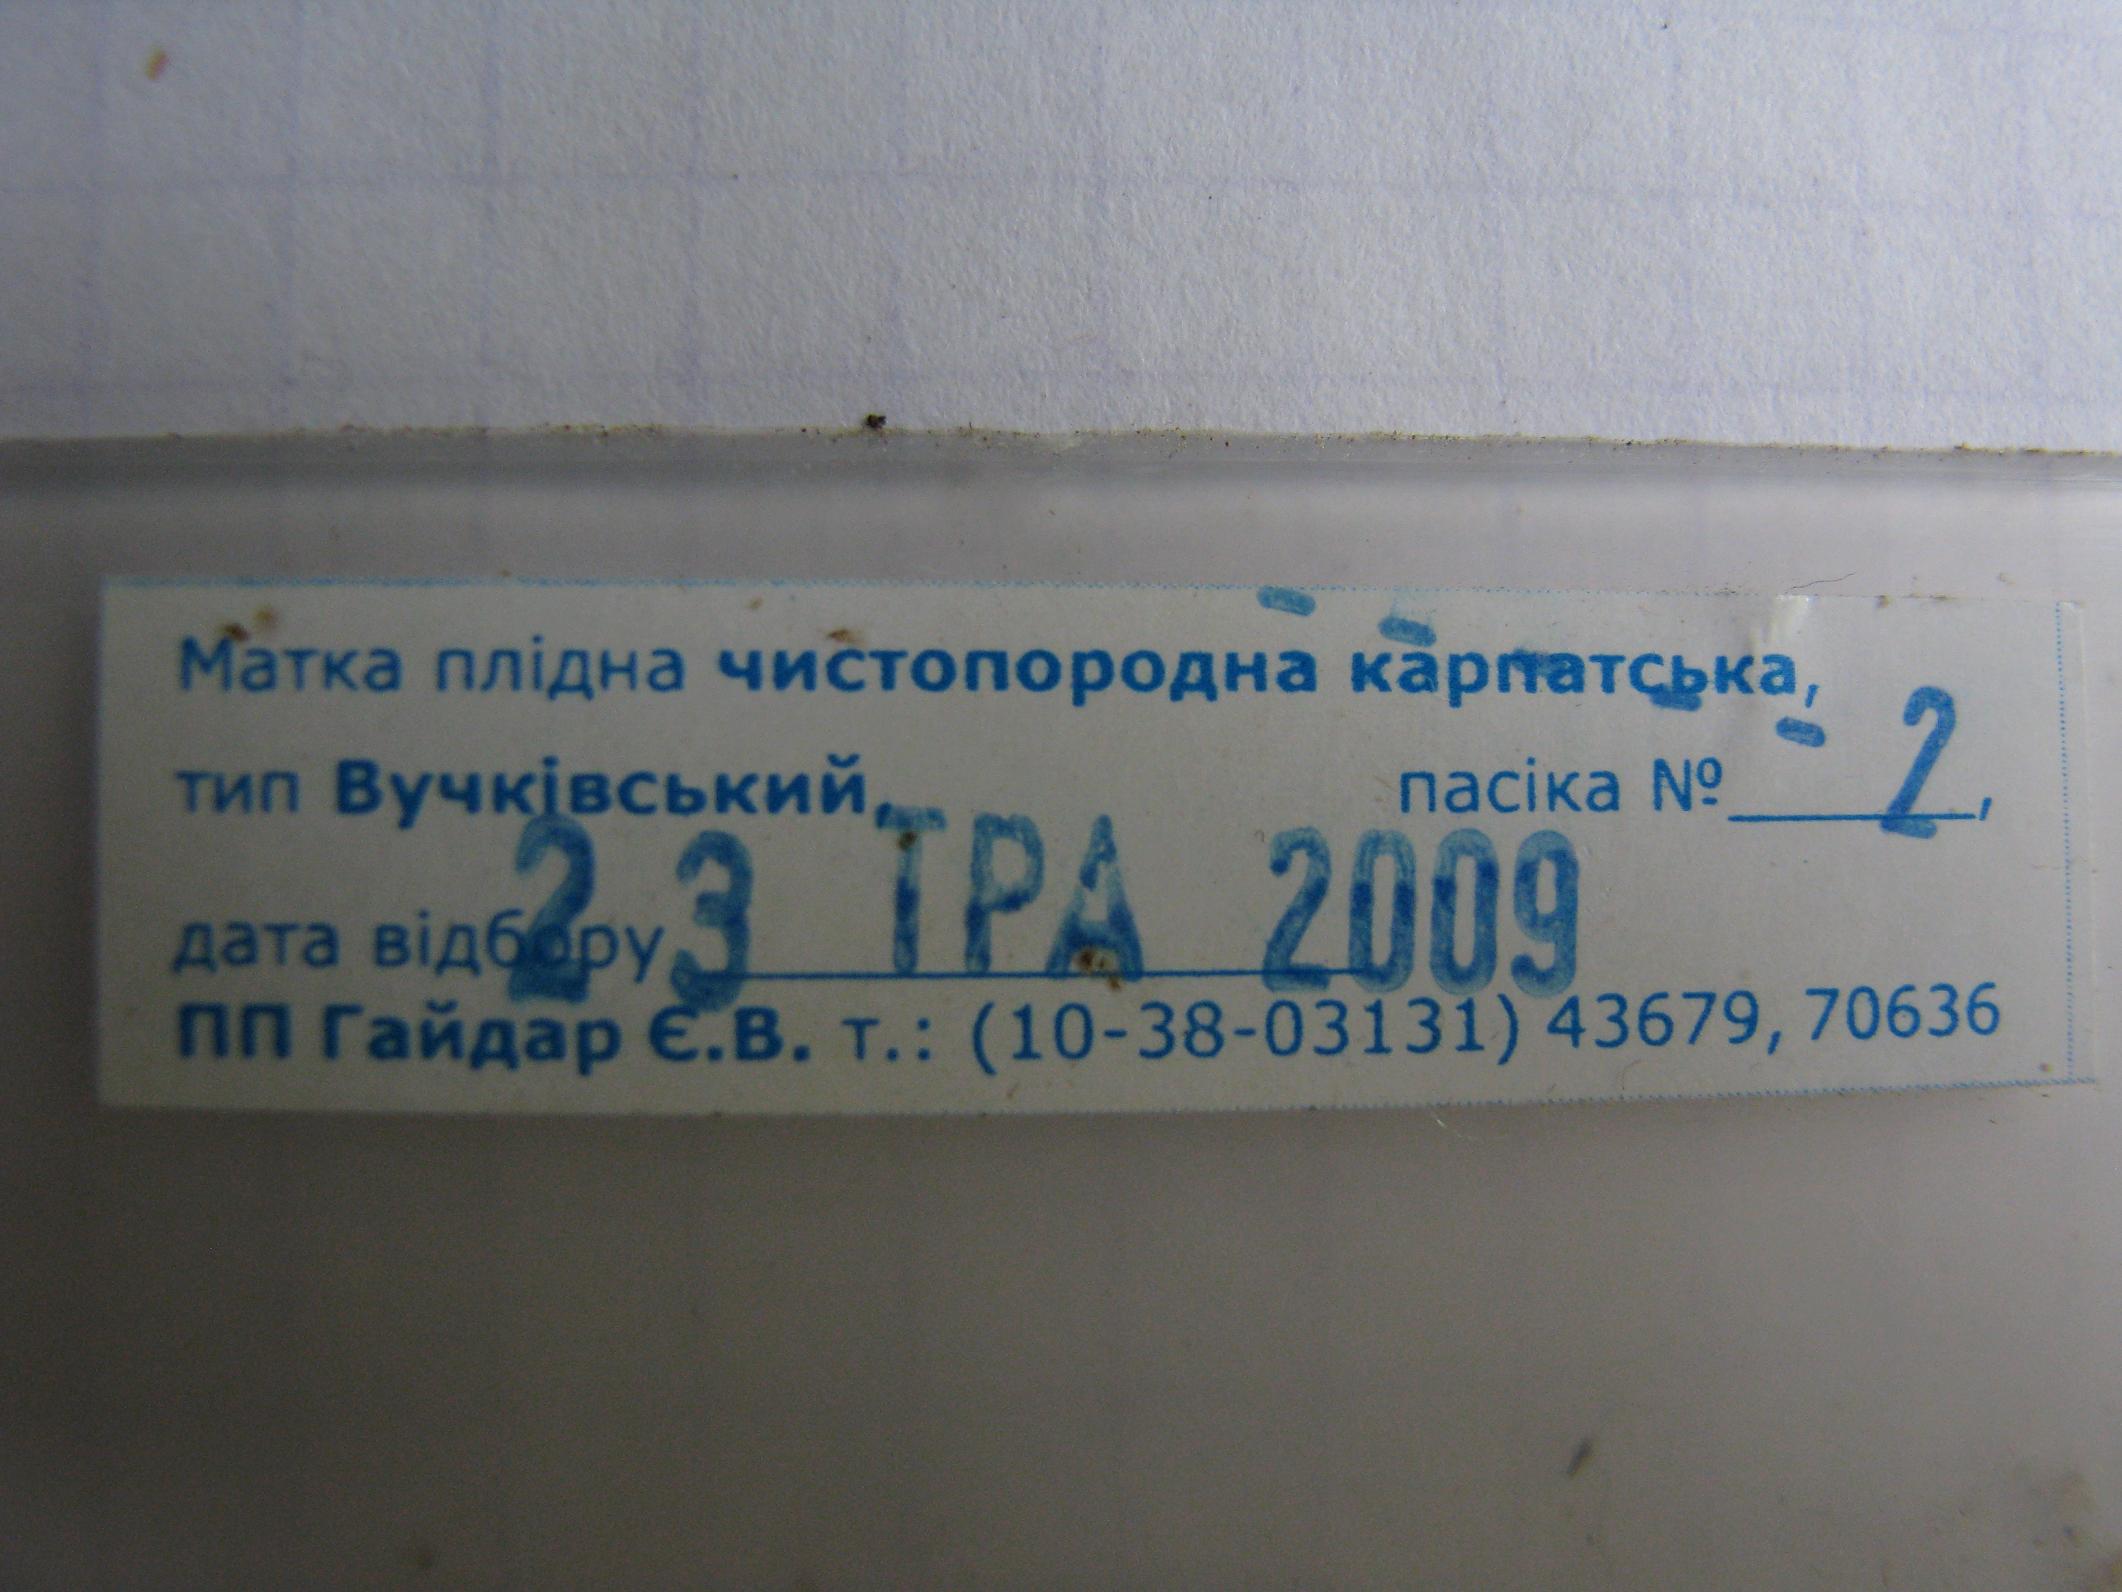 Матка плідна чистопородна карпатська,
тип Вучківський, пасіка № 2,
дата відбору 23 ТРА 2009
ПП Гайдар Є.В. т.: (10-38-03131) 43679, 70636